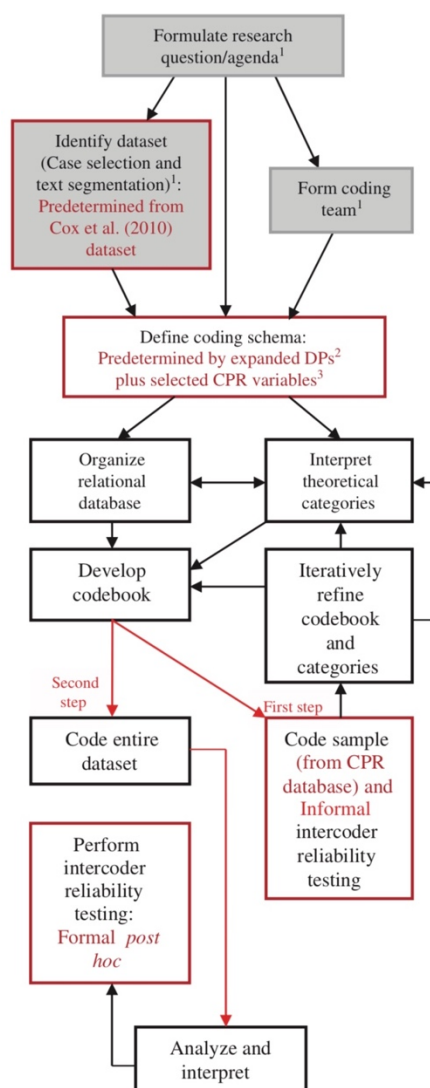 Formulate research
question/agenda¹
Identify dataset
(Case selection and
text segmentation)¹:
Predetermined from
Cox et al. (2010)
dataset
Form coding
team¹
Define coding schema:
Predetermined by expanded DPs²
plus selected CPR variables³
Organize
relational
database
Interpret
theoretical
categories
Develop
codebook
Iteratively
refine
codebook
and
categories
Second
step
First step
Code entire
dataset
Code sample
(from CPR
database) and
Informal
intercoder
reliability
testing
Perform
intercoder
reliability
testing:
Formal post
hoc
Analyze and
interpret